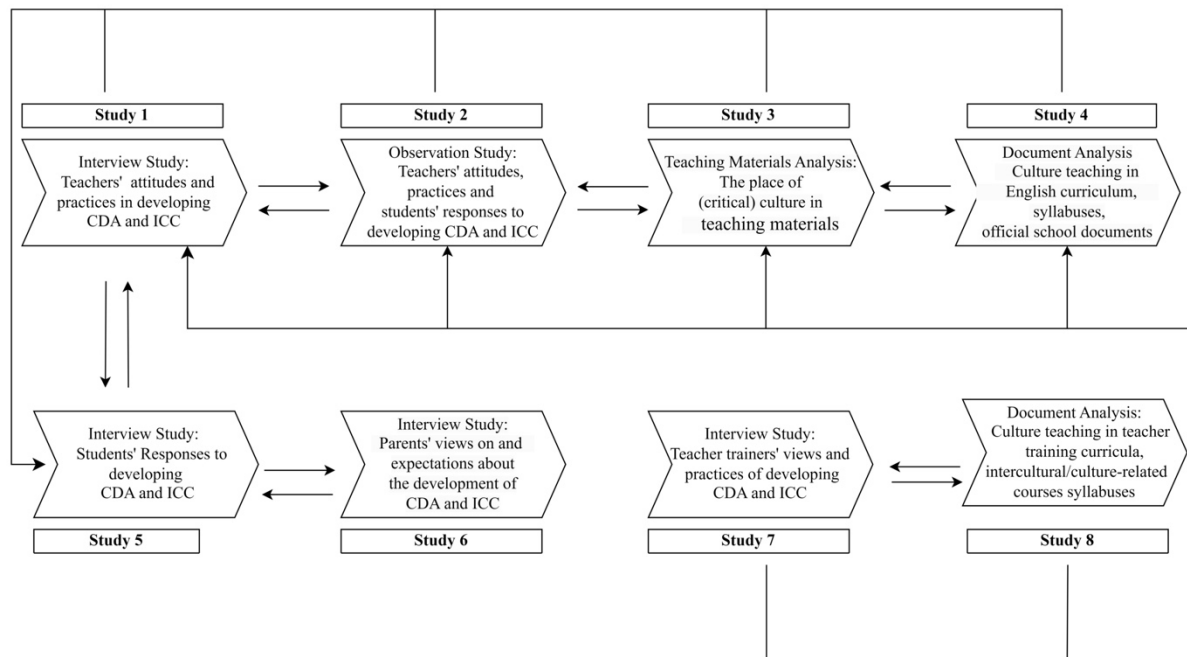 Study 1
Study 2
Study 3
Study 4
Interview Study:
Teachers' attitudes and
practices in developing
CDA and ICC
Observation Study:
Teachers' attitudes,
practices and
students' responses to
developing CDA and ICC
Teaching Materials Analysis:
The place of
(critical) culture in
teaching materials
Document Analysis
Culture teaching in
English curriculum,
syllabuses,
official school documents
Interview Study:
Students' Responses to
developing
CDA and ICC
Interview Study:
Parents' views on and
expectations about
the development of
CDA and ICC
Interview Study:
Teacher trainers' views and
practices of developing
CDA and ICC
Document Analysis:
Culture teaching in teacher
training curricula,
intercultural/culture-related
courses syllabuses
Study 5
Study 6
Study 7
Study 8